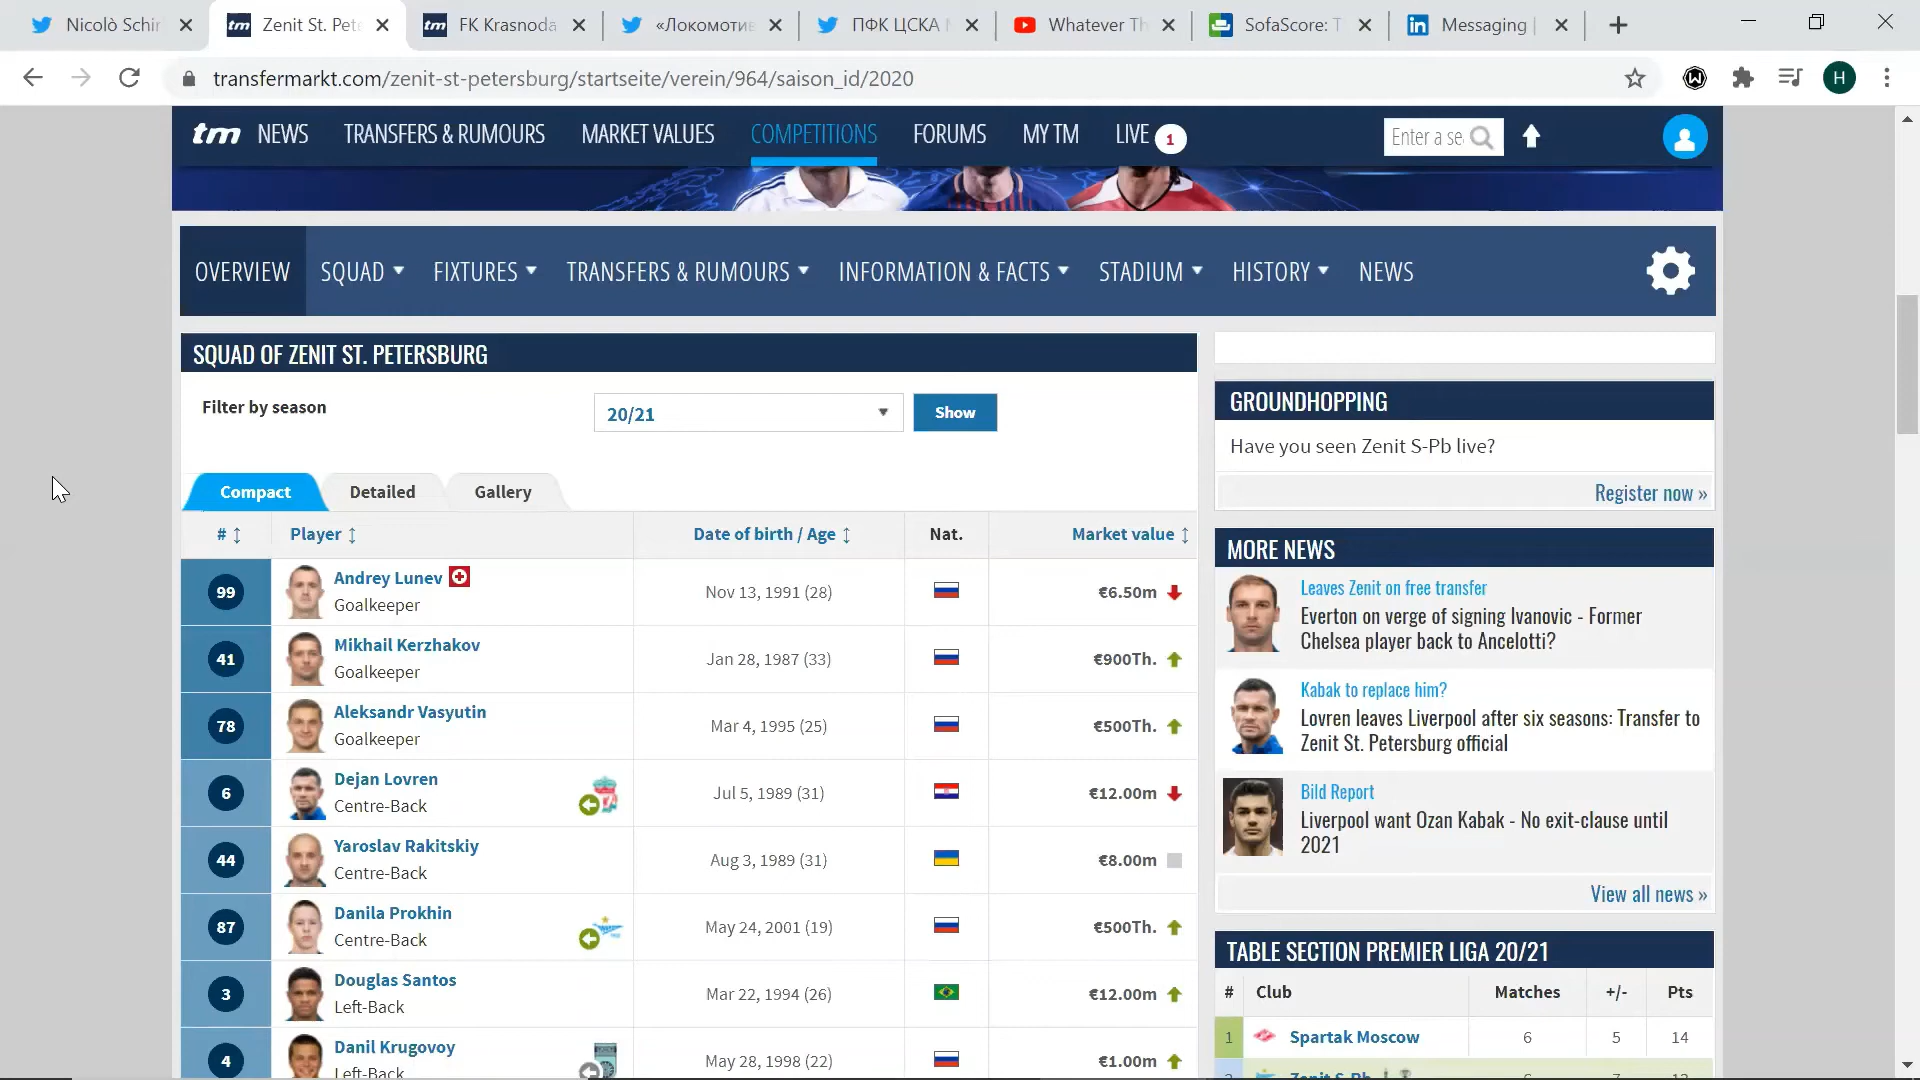 Nicolò Schir
Zenit St. Pete
FK Krasnoda
«Локомотив
ПФК ЦСКА
Whatever Th
SofaScore: T
Messaging |
transfermarkt.com/zenit-st-petersburg/startseite/verein/964/saison_id/2020
H
tm NEWS TRANSFERS & RUMOURS MARKET VALUES COMPETITIONS FORUMS MY TM LIVE 1
Enter a se
OVERVIEW SQUAD FIXTURES TRANSFERS & RUMOURS INFORMATION & FACTS STADIUM HISTORY NEWS
SQUAD OF ZENIT ST. PETERSBURG
Filter by season 20/21 Show
Compact Detailed Gallery
# Player Date of birth / Age Nat. Market value
99 Andrey Lunev Nov 13, 1991 (28) €6.50m
Goalkeeper
41 Mikhail Kerzhakov Jan 28, 1987 (33) €900Th.
Goalkeeper
78 Aleksandr Vasyutin Mar 4, 1995 (25) €500Th.
Goalkeeper
6 Dejan Lovren Jul 5, 1989 (31) €12.00m
Centre-Back
44 Yaroslav Rakitskiy Aug 3, 1989 (31) €8.00m
Centre-Back
87 Danila Prokhin May 24, 2001 (19) €500Th.
Centre-Back
3 Douglas Santos Mar 22, 1994 (26) €12.00m
Left-Back
4 Danil Krugovoy May 28, 1998 (22) €1.00m
Left-Back
GROUNDHOPPING
Have you seen Zenit S-Pb live?
Register now »
MORE NEWS
Leaves Zenit on free transfer
Everton on verge of signing Ivanovic - Former
Chelsea player back to Ancelotti?
Kabak to replace him?
Lovren leaves Liverpool after six seasons: Transfer to
Zenit St. Petersburg official
Bild Report
Liverpool want Ozan Kabak - No exit-clause until
2021
View all news »
TABLE SECTION PREMIER LIGA 20/21
# Club Matches +/- Pts
1 Spartak Moscow 6 5 14
Zenit S-Pb